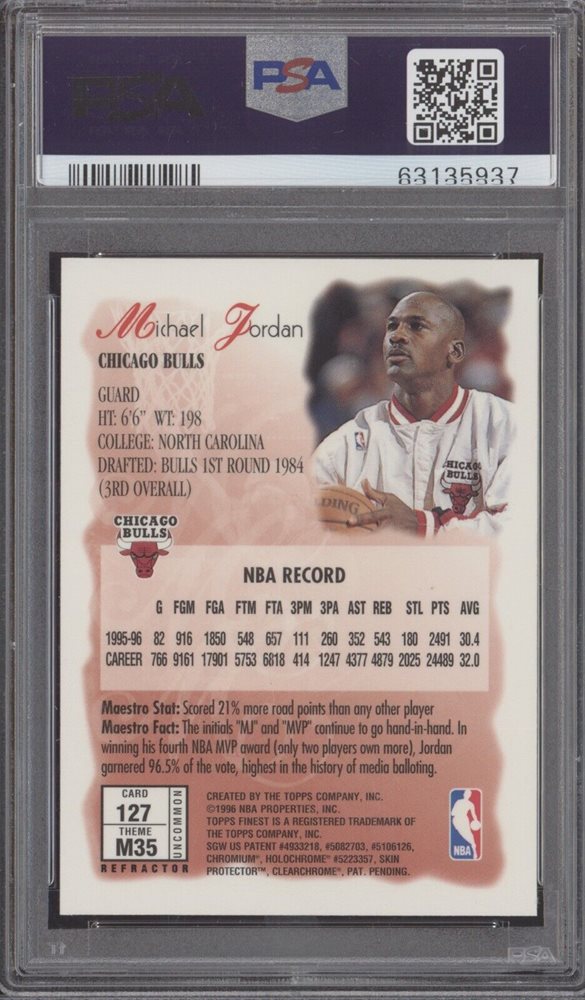 PSA
PSA
63135937
Michael Jordan
CHICAGO BULLS
GUARD
HT: 6'6" WT: 198
COLLEGE: NORTH CAROLINA
DRAFTED: BULLS 1ST ROUND 1984
(3RD OVERALL)
CHICAGO
BULLS
CHICAGO
BULLS
DING
NBA RECORD
G FGM FGA FTM FTA 3PM 3PA AST REB STL PTS AVG
1995-96 82 916 1850 548 657 111 260 352 543 180 2491 30.4
CAREER 766 9161 17901 5753 6818 414 1247 4377 4879 2025 24489 32.0
Maestro Stat: Scored 21% more road points than any other player
Maestro Fact: The initials "MJ" and "MVP" continue to go hand-in-hand. In
winning his fourth NBA MVP award (only two players own more), Jordan
garnered 96.5% of the vote, highest in the history of media balloting.
CARD
127
THEME
M35
UNCOMMON
REFRACTOR
CREATED BY THE TOPPS COMPANY, INC.
©1996 NBA PROPERTIES, INC.
TOPPS FINEST IS A REGISTERED TRADEMARK OF
THE TOPPS COMPANY, INC.
SGW US PATENT #4933218, #5082703, #5106126,
CHROMIUM®, HOLOCHROME® #5223357, SKIN
PROTECTOR™, CLEARCHROME®, PAT. PENDING.
NBA
PSA